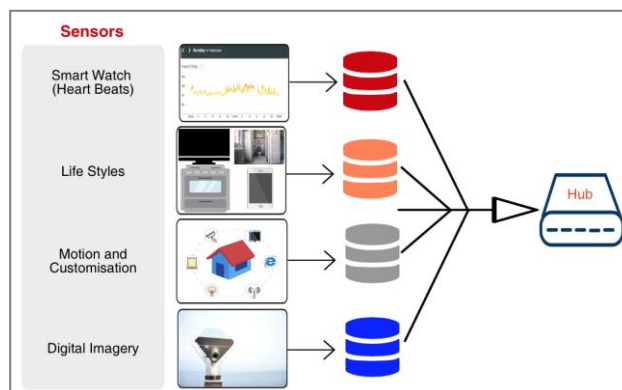 Sensors
Smart Watch
(Heart Beats)
Life Styles
Motion and
Customisation
Digital Imagery
Hub